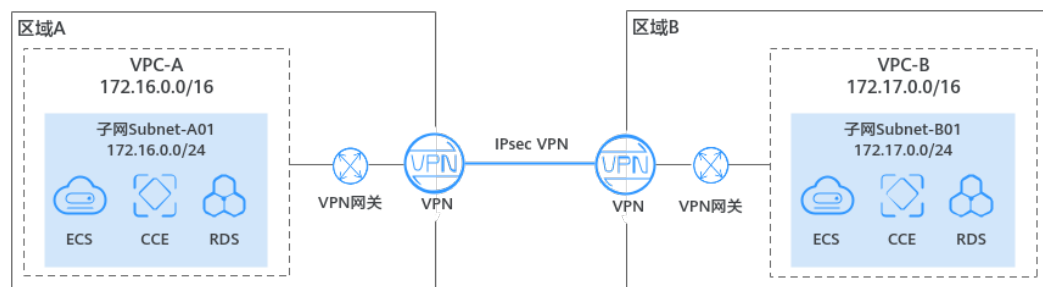 区域A
VPC-A
172.16.0.0/16
子网Subnet-A01
172.16.0.0/24
ECS
CCE
RDS
VPN网关
VPN
VPN
IPsec VPN
区域B
VPN
VPN
VPN网关
VPC-B
172.17.0.0/16
子网Subnet-B01
172.17.0.0/24
ECS
CCE
RDS